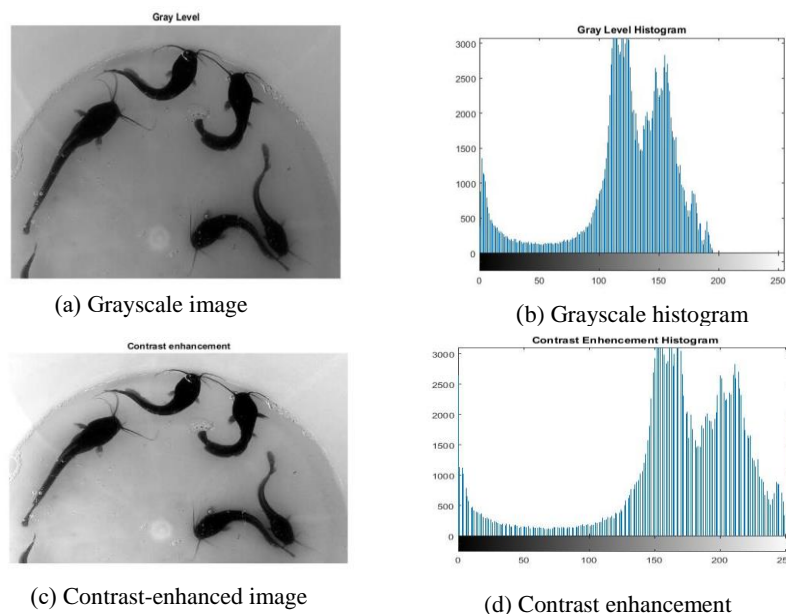 Gray Level
(a) Grayscale image
Gray Level Histogram
3000
2500
2000
1500
1000
500
0
0 50 100 150 200 250
(b) Grayscale histogram
Contrast enhancement
(c) Contrast-enhanced image
Contrast Enhencement Histogram
3000
2500
2000
1500
1000
500
0
0 50 100 150 200 25
(d) Contrast enhancement